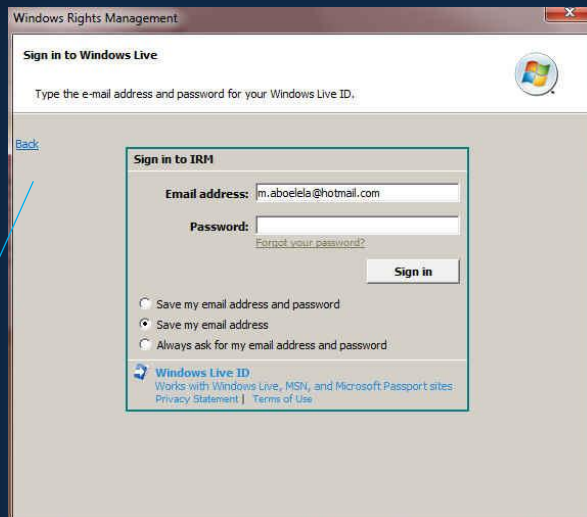 Windows Rights Management
Sign in to Windows Live
Type the e-mail address and password for your Windows Live ID.
Back
Sign in to IRM
Email address: m.aboelela@hotmail.com
Password:
Forgot your password?
Sign in
Save my email address and password
Save my email address
Always ask for my email address and password
Windows Live ID
Works with Windows Live, MSN, and Microsoft Passport sites
Privacy Statement | Terms of Use